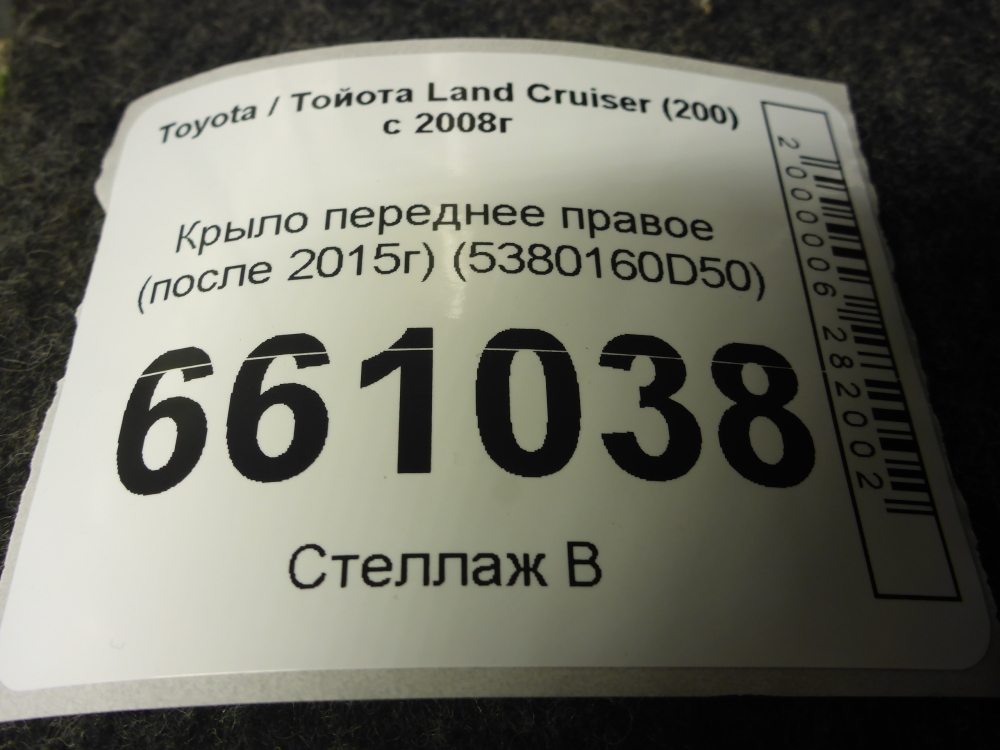 Toyota / Тойота Land Cruiser (200)
с 2008г
Крыло переднее правое
(после 2015г) (5380160D50)
661038
Стеллаж В
2000006282002